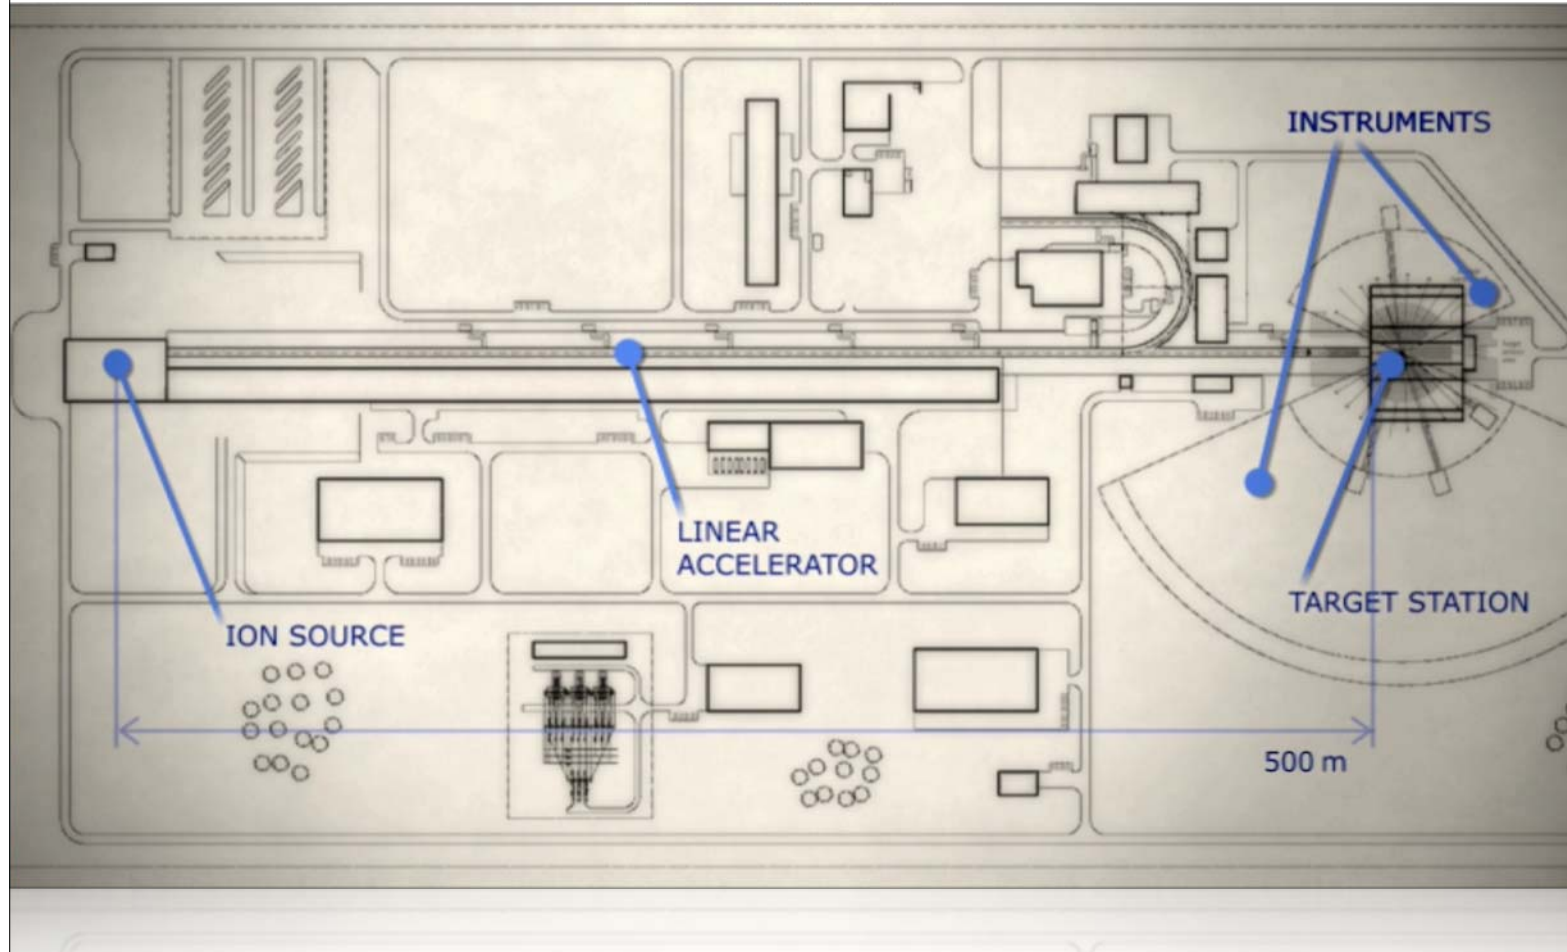 INSTRUMENTS
LINEAR
ACCELERATOR
TARGET STATION
ION SOURCE
500 m